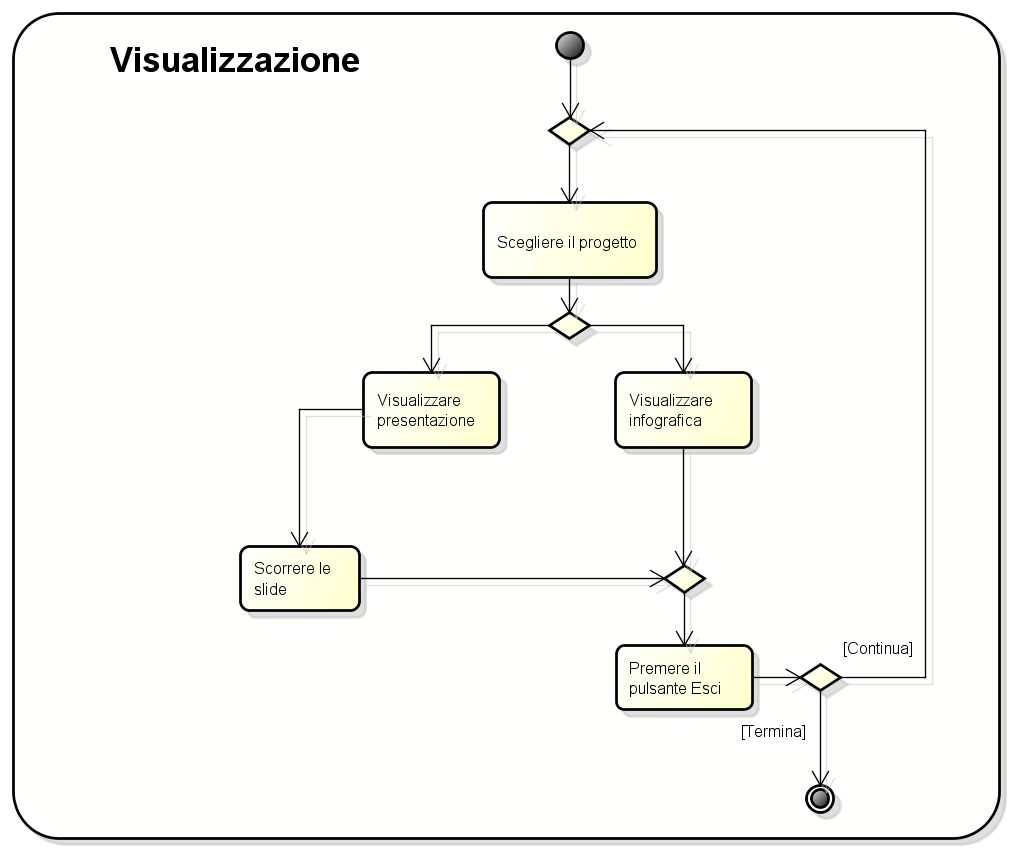 Visualizzazione
Scegliere il progetto
Visualizzare
presentazione
Visualizzare
infografica
Scorrere le
slide
Premere il
pulsante Esci
[Continua]
[Termina]